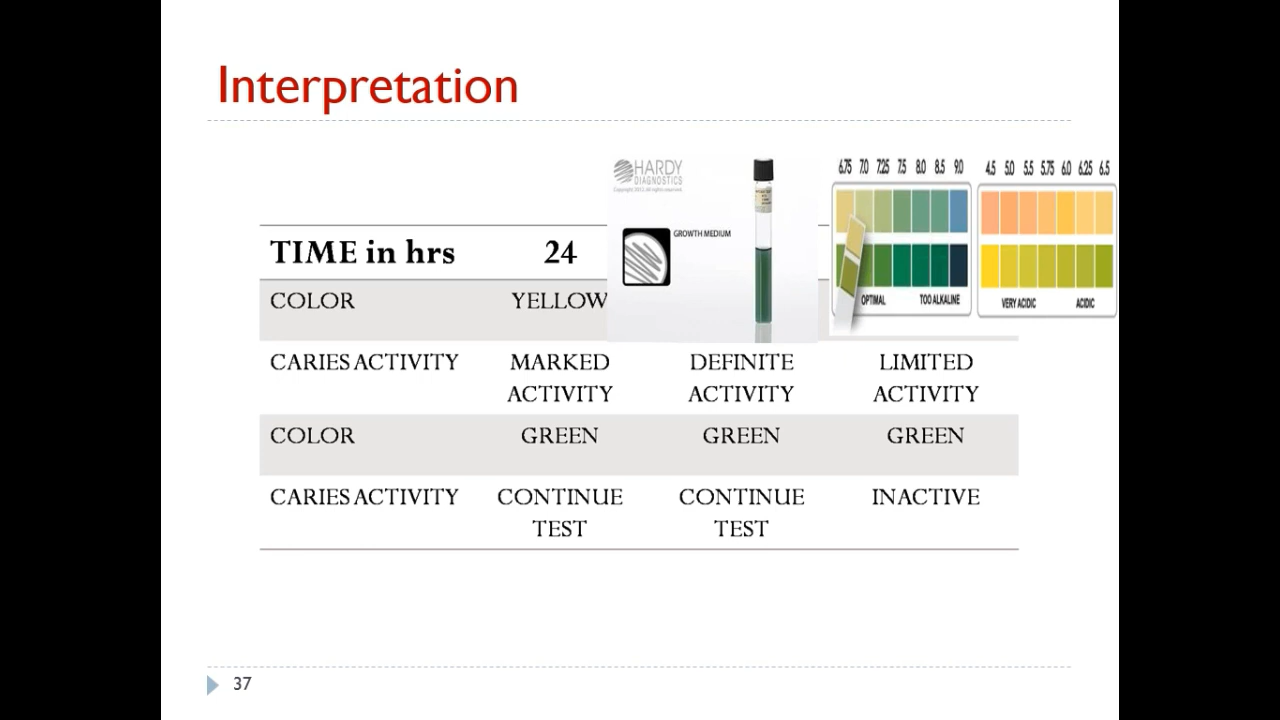 Interpretation
HARDY
DIAGNOSTICS
GROWTH MEDIUM
6.75 7.0 7.25 7.5 8.0 8.5 9.0
4.5 5.0 5.5 5.75 6.0 6.25 6.5
OPTIMAL TOO ALKALINE
VERY ACIDIC ACIDIC
TIME in hrs 24
COLOR YELLOW
CARIES ACTIVITY MARKED ACTIVITY DEFINITE ACTIVITY LIMITED ACTIVITY
COLOR GREEN GREEN GREEN
CARIES ACTIVITY CONTINUE TEST CONTINUE TEST INACTIVE
37